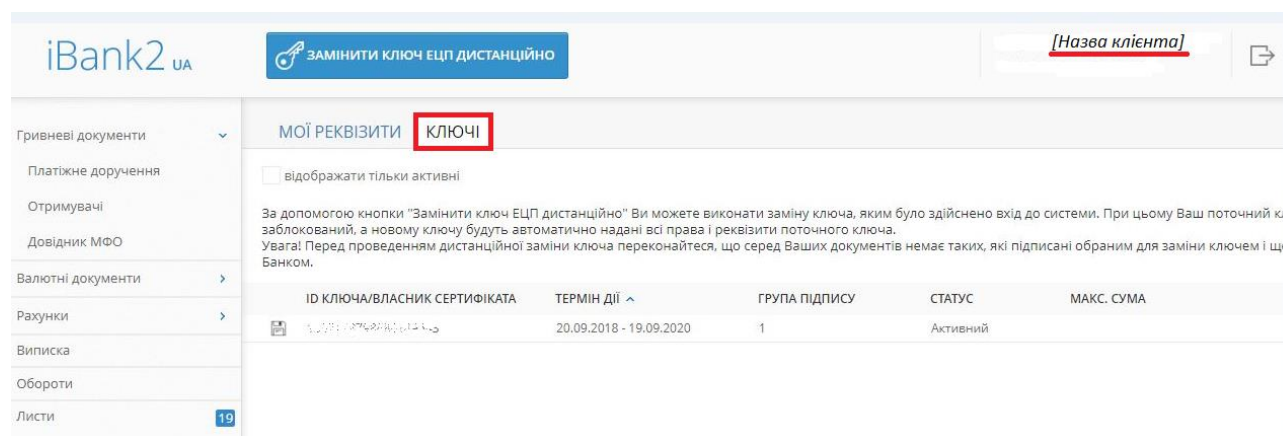 iBank2 UA
ЗАМІНИТИ КЛЮЧ ЕЦП ДИСТАНЦІЙНО
[Назва клієнта]
Гривневі документи
Платіжне доручення
Отримувачі
Довідник МФО
Валютні документи
Рахунки
Виписка
Обороти
Листи 19
МОЇ РЕКВІЗИТИ КЛЮЧІ
відображати тільки активні
За допомогою кнопки "Замінити ключ ЕЦП дистанційно" Ви можете виконати заміну ключа, яким було здійснено вхід до системи. При цьому Ваш поточний
заблокований, а новому ключу будуть автоматично надані всі права і реквізити поточного ключа.
Увага! Перед проведенням дистанційної заміни ключа переконайтеся, що серед Ваших документів немає таких, які підписані обраним для заміни ключем і
Банком.
ID КЛЮЧА/ВЛАСНИК СЕРТИФІКАТА ТЕРМІН ДІЇ ГРУПА ПІДПИСУ СТАТУС МАКС. СУМА
20.09.2018 - 19.09.2020 1 Активний